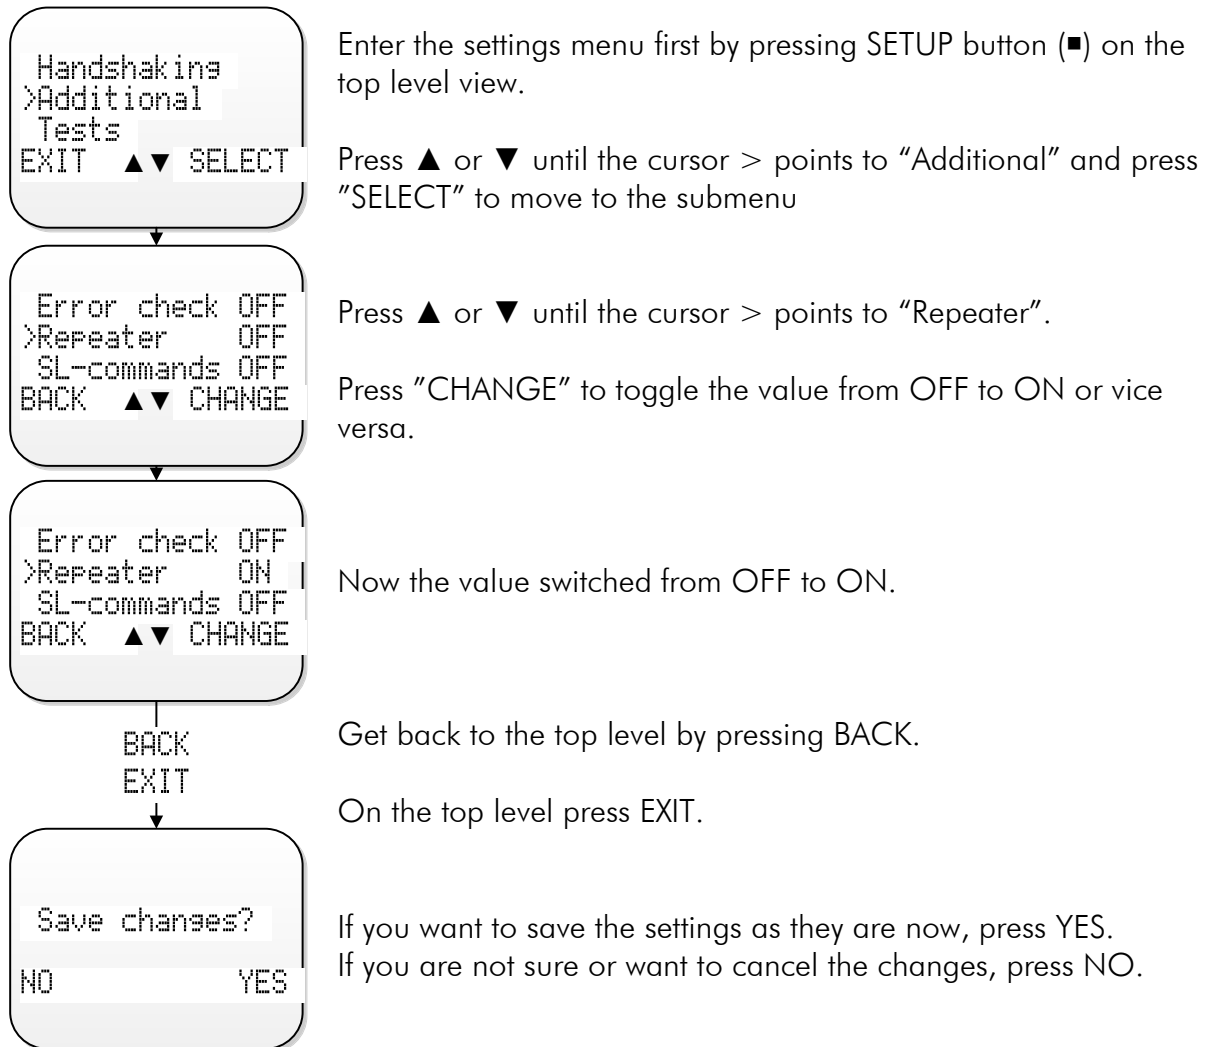 Handshaking
>Additional
Tests
EXIT ▲▼ SELECT
Enter the settings menu first by pressing SETUP button (■) on the
top level view.
Press ▲ or ▼ until the cursor > points to “Additional” and press
”SELECT” to move to the submenu
Error check OFF
>Repeater OFF
SL-commands OFF
BACK ▲▼ CHANGE
Press ▲ or ▼ until the cursor > points to “Repeater”.
Press ”CHANGE” to toggle the value from OFF to ON or vice
versa.
Error check OFF
>Repeater ON
SL-commands OFF
BACK ▲▼ CHANGE
Now the value switched from OFF to ON.
BACK
EXIT
Get back to the top level by pressing BACK.
On the top level press EXIT.
Save changes?
NO YES
If you want to save the settings as they are now, press YES.
If you are not sure or want to cancel the changes, press NO.